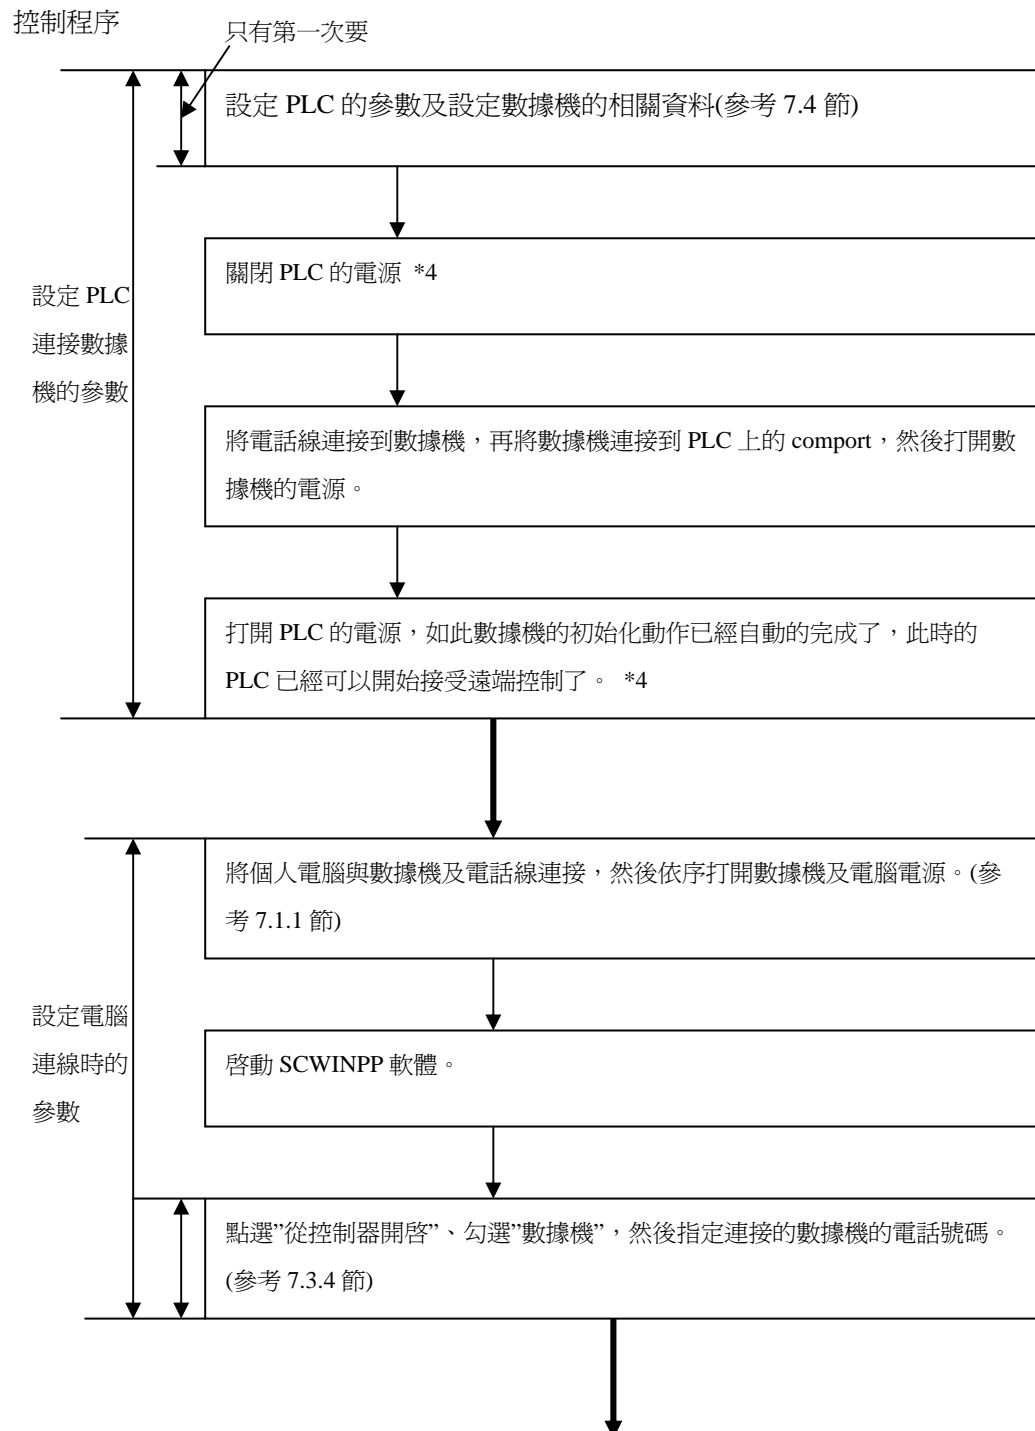 控制程序
只有第一次要
設定 PLC 的參數及設定數據機的相關資料(參考 7.4 節)
關閉 PLC 的電源 *4
設定 PLC
連接數據
機的參數
將電話線連接到數據機，再將數據機連接到 PLC 上的 comport，然後打開數
據機的電源。
打開 PLC 的電源，如此數據機的初始化動作已經自動的完成了，此時的
PLC 已經可以開始接受遠端控制了。 *4
將個人電腦與數據機及電話線連接，然後依序打開數據機及電腦電源。(參
考 7.1.1 節)
設定電腦
連線時的
參數
啓動 SCWINPP 軟體。
點選”從控制器開啓”、勾選”數據機”，然後指定連接的數據機的電話號碼。
(參考 7.3.4 節)